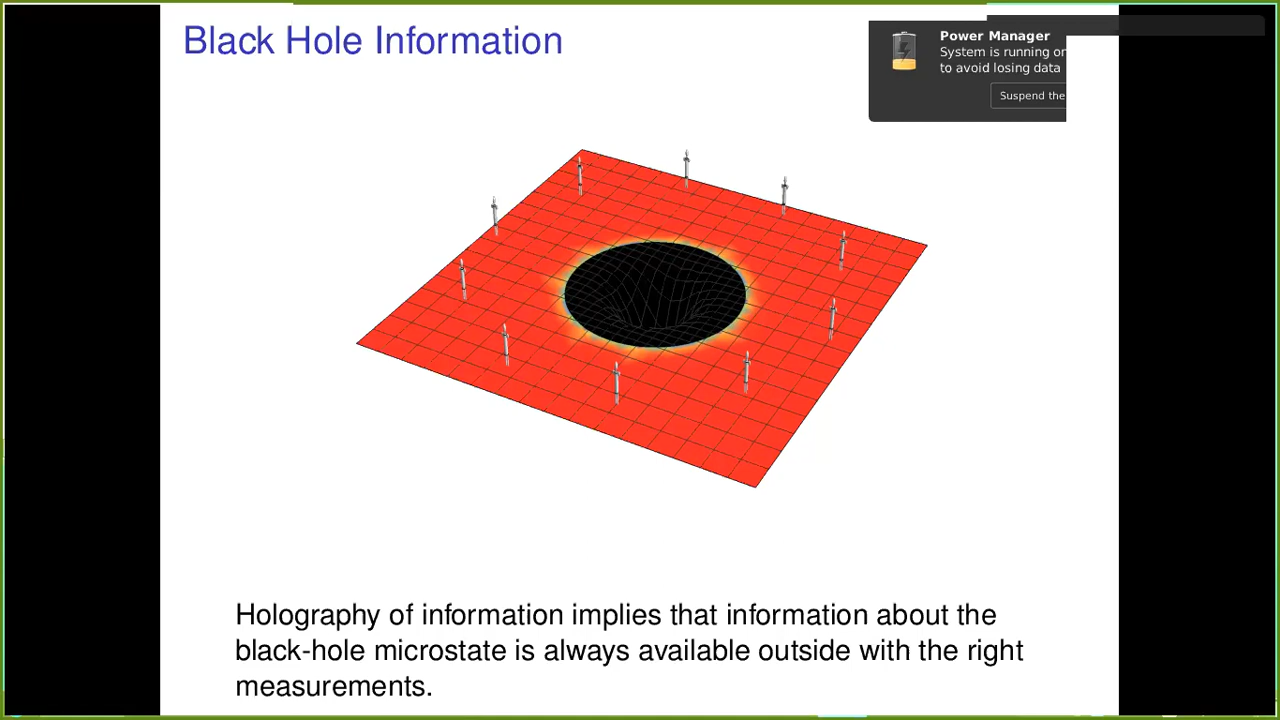 Black Hole Information
Power Manager
System is running on
to avoid losing data
Suspend the
Holography of information implies that information about the
black-hole microstate is always available outside with the right
measurements.